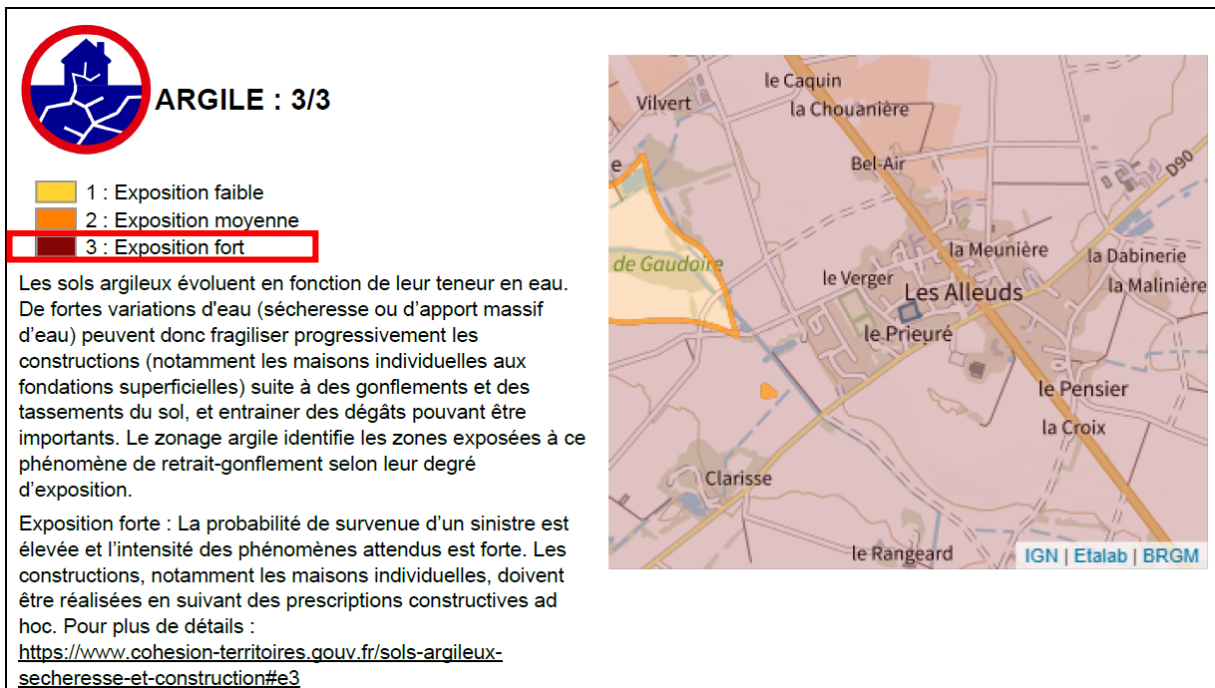 ARGILE : 3/3
1 : Exposition faible
2 : Exposition moyenne
3 : Exposition fort
Les sols argileux évoluent en fonction de leur teneur en eau.
De fortes variations d'eau (sécheresse ou d'apport massif
d'eau) peuvent donc fragiliser progressivement les
constructions (notamment les maisons individuelles aux
fondations superficielles) suite à des gonflements et des
tassements du sol, et entrainer des dégâts pouvant être
importants. Le zonage argile identifie les zones exposées à ce
phénomène de retrait-gonflement selon leur degré
d'exposition.
Exposition forte : La probabilité de survenue d'un sinistre est
élevée et l'intensité des phénomènes attendus est forte. Les
constructions, notamment les maisons individuelles, doivent
être réalisées en suivant des prescriptions constructives ad
hoc. Pour plus de détails :
https://www.cohesion-territoires.gouv.fr/sols-argileux-
secheresse-et-construction#e3
le Caquin
Vilvert
la Chouanière
e
Bel-Air
D90
la Meunière
la Dabinerie
de Gaudoire
le Verger
Les Alleuds
la Malinière
le Prieuré
le Pensier
la Croix
Clarisse
le Rangeard
IGN | Etalab | BRGM